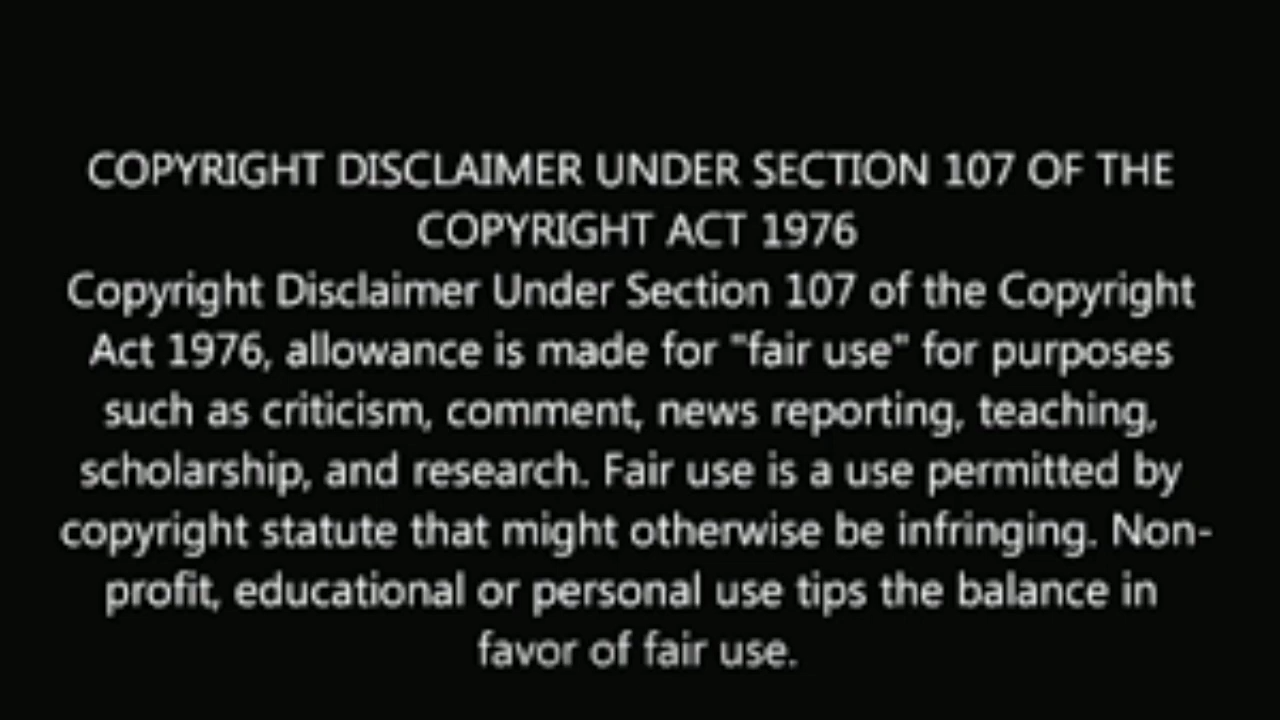 COPYRIGHT DISCLAIMER UNDER SECTION 107 OF THE
COPYRIGHT ACT 1976
Copyright Disclaimer Under Section 107 of the Copyright
Act 1976, allowance is made for "fair use" for purposes
such as criticism, comment, news reporting, teaching,
scholarship, and research. Fair use is a use permitted by
copyright statute that might otherwise be infringing. Non-
profit, educational or personal use tips the balance in
favor of fair use.